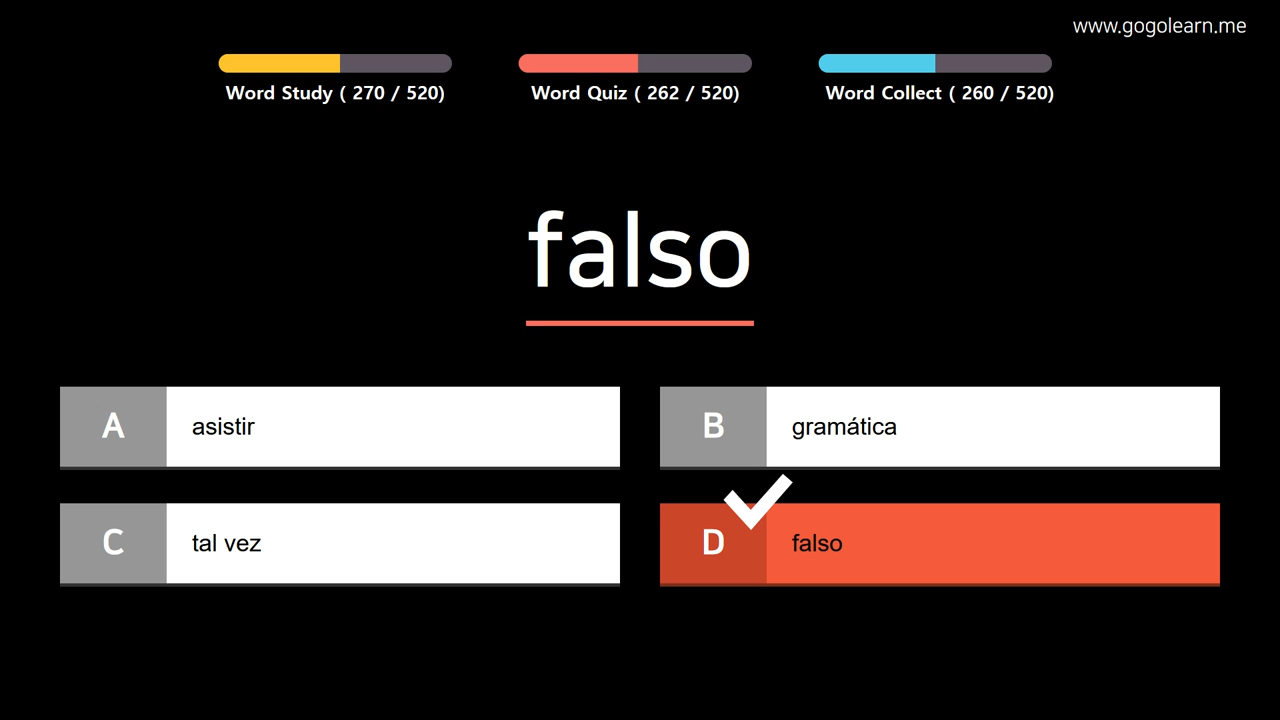 www.gogolearn.me
Word Study ( 270 / 520)
Word Quiz ( 262 / 520)
Word Collect ( 260 / 520)
falso
A
asistir
B
gramática
C
tal vez
D
falso